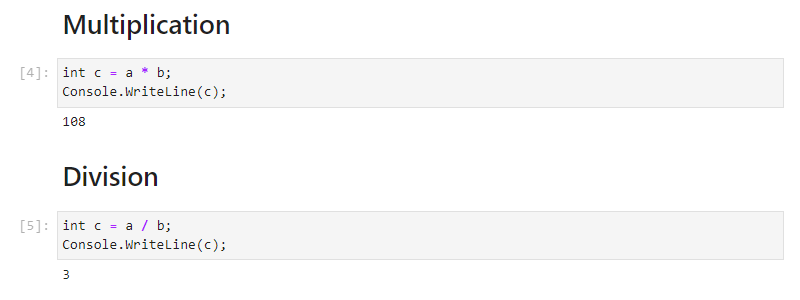 Multiplication
[4]: int c = a * b;
Console.WriteLine(c);
108
Division
[5]: int c = a / b;
Console.WriteLine(c);
3